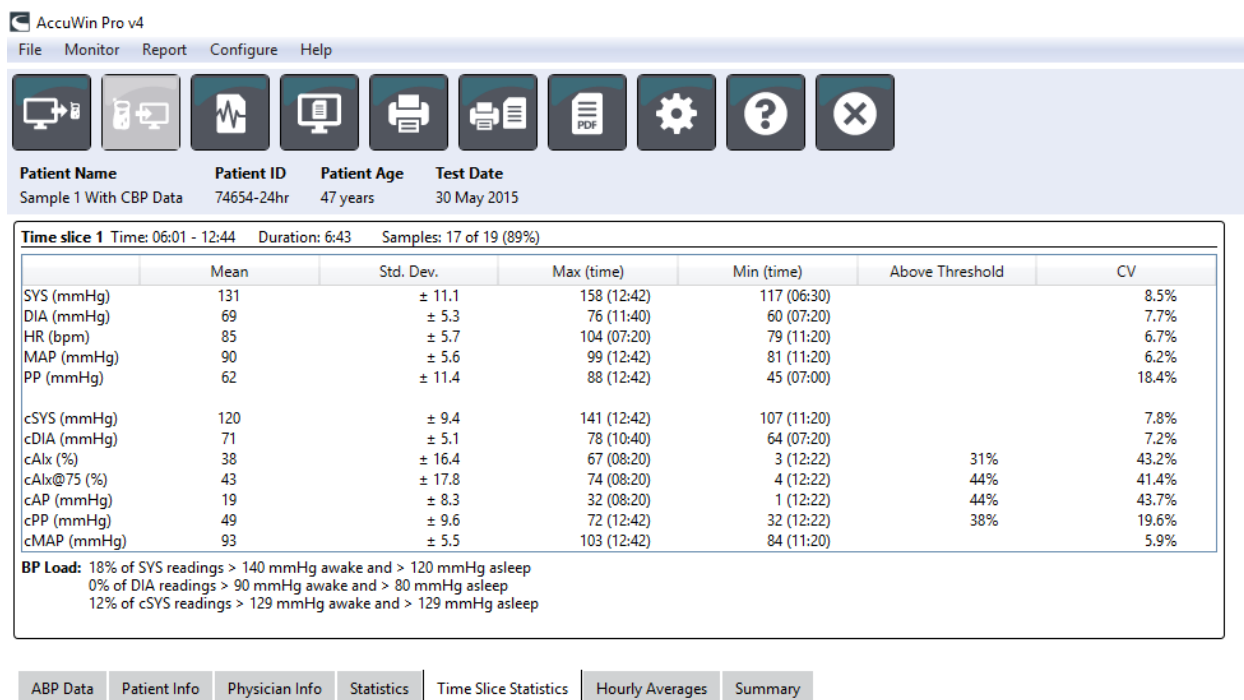 AccuWin Pro v4
File Monitor Report Configure Help
PDF
Patient Name Patient ID Patient Age Test Date
Sample 1 With CBP Data 74654-24hr 47 years 30 May 2015
Time slice 1 Time: 06:01 - 12:44 Duration: 6:43 Samples: 17 of 19 (89%)
Mean Std. Dev. Max (time) Min (time) Above Threshold CV
SYS (mmHg) 131 ± 11.1 158 (12:42) 117 (06:30) 8.5%
DIA (mmHg) 69 ± 5.3 76 (11:40) 60 (07:20) 7.7%
HR (bpm) 85 ± 5.7 104 (07:20) 79 (11:20) 6.7%
MAP (mmHg) 90 ± 5.6 99 (12:42) 81 (11:20) 6.2%
PP (mmHg) 62 ± 11.4 88 (12:42) 45 (07:00) 18.4%
cSYS (mmHg) 120 ± 9.4 141 (12:42) 107 (11:20) 7.8%
cDIA (mmHg) 71 ± 5.1 78 (10:40) 64 (07:20) 7.2%
cAIx (%) 38 ± 16.4 67 (08:20) 3 (12:22) 31% 43.2%
cAIx@75 (%) 43 ± 17.8 74 (08:20) 4 (12:22) 44% 41.4%
cAP (mmHg) 19 ± 8.3 32 (08:20) 1 (12:22) 44% 43.7%
cPP (mmHg) 49 ± 9.6 72 (12:42) 32 (12:22) 38% 19.6%
cMAP (mmHg) 93 ± 5.5 103 (12:42) 84 (11:20) 5.9%
BP Load: 18% of SYS readings > 140 mmHg awake and > 120 mmHg asleep
0% of DIA readings > 90 mmHg awake and > 80 mmHg asleep
12% of cSYS readings > 129 mmHg awake and > 129 mmHg asleep
ABP Data Patient Info Physician Info Statistics Time Slice Statistics Hourly Averages Summary